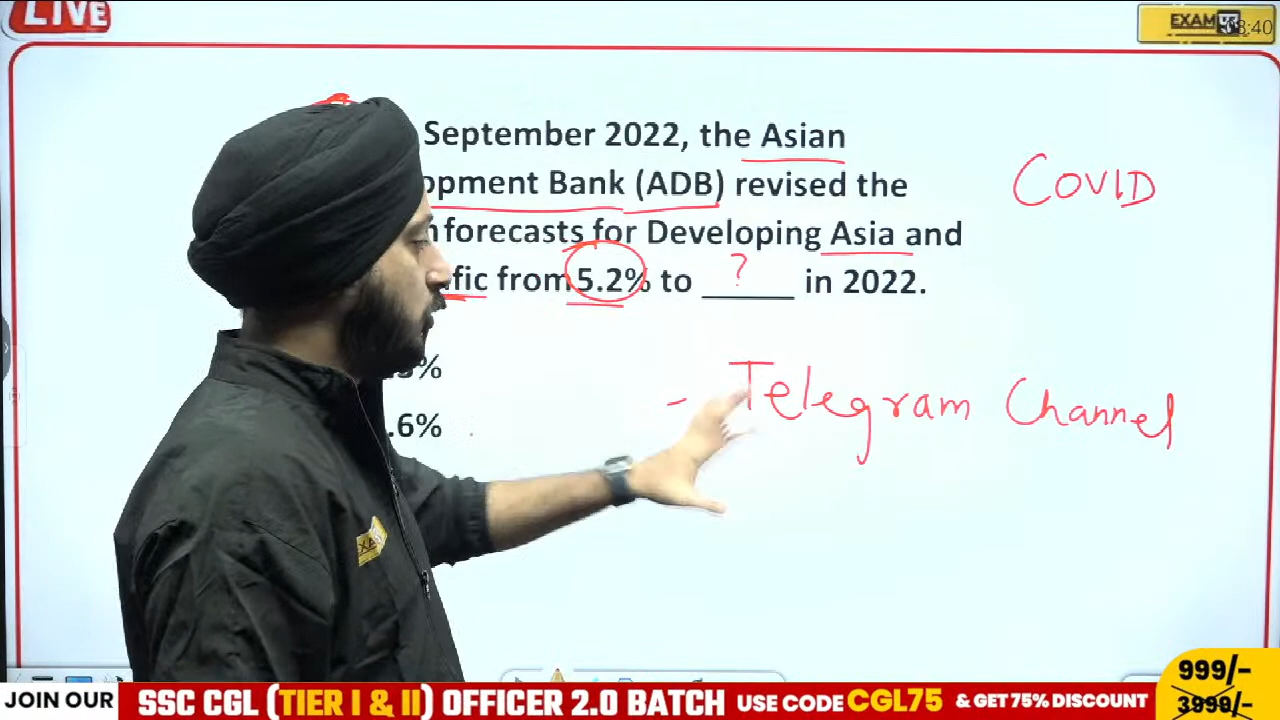 LIVE
EXAM
08:40
September 2022, the Asian
opment Bank (ADB) revised the
forecasts for Developing Asia and
fic from 5.2% to ? in 2022.
COVID
%
.6%
- Telegram Channel
JOIN OUR SSC CGL (TIER I & II) OFFICER 2.0 BATCH USE CODE CGL75 & GET 75% DISCOUNT
999/-
3999/-